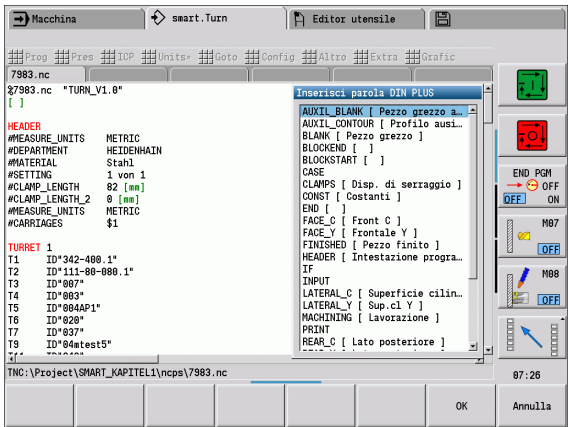 Macchina
smart.Turn
Editor utensile
Prog Pres ICP Units» Goto Config Altro Extra Grafic
7983.nc
%7983.nc "TURN_V1.0"
[ ]
HEADER
#MEASURE_UNITS METRIC
#DEPARTMENT HEIDENHAIN
#MATERIAL Stahl
#SETTING 1 von 1
#CLAMP_LENGTH 82 [mm]
#CLAMP_LENGTH_2 0 [mm]
#MEASURE_UNITS METRIC
#CARRIAGES $1
TURRET 1
T1 ID"342-400.1"
T2 ID"111-80-080.1"
T3 ID"007"
T4 ID"003"
T5 ID"004AP1"
T6 ID"020"
T7 ID"037"
T9 ID"04mtest5"
Inserisci parola DIN PLUS
AUXIL_BLANK [ Pezzo grezzo a…
AUXIL_CONTOUR [ Profilo ausi…
BLANK [ Pezzo grezzo ]
BLOCKEND [ ]
BLOCKSTART [ ]
CASE
CLAMPS [ Disp. di serraggio ]
CONST [ Costanti ]
END [ ]
FACE_C [ Front C ]
FACE_Y [ Frontale Y ]
FINISHED [ Pezzo finito ]
HEADER [ Intestazione progra…
IF
INPUT
LATERAL_C [ Superficie cilin…
LATERAL_Y [ Sup.cl Y ]
MACHINING [ Lavorazione ]
PRINT
REAR_C [ Lato posteriore ]
END PGM
OFF
OFF ON
M07
OFF
M08
OFF
TNC:\Project\SMART_KAPITEL1\ncps\7983.nc
07:26
OK
Annulla